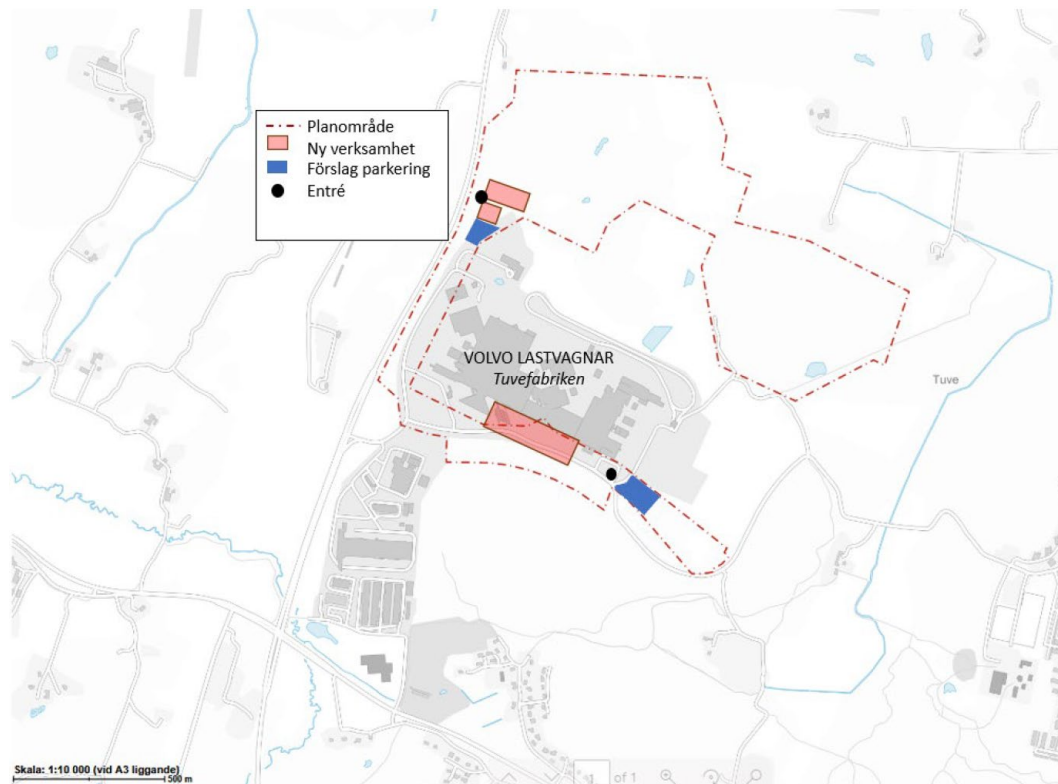 Planområde
Ny verksamhet
Förslag parkering
Entré
VOLVO LASTVAGNAR
Tuvefabriken
Tuve
Skala: 1:10 000 (vid A3 liggande)
500 m
1 of 1